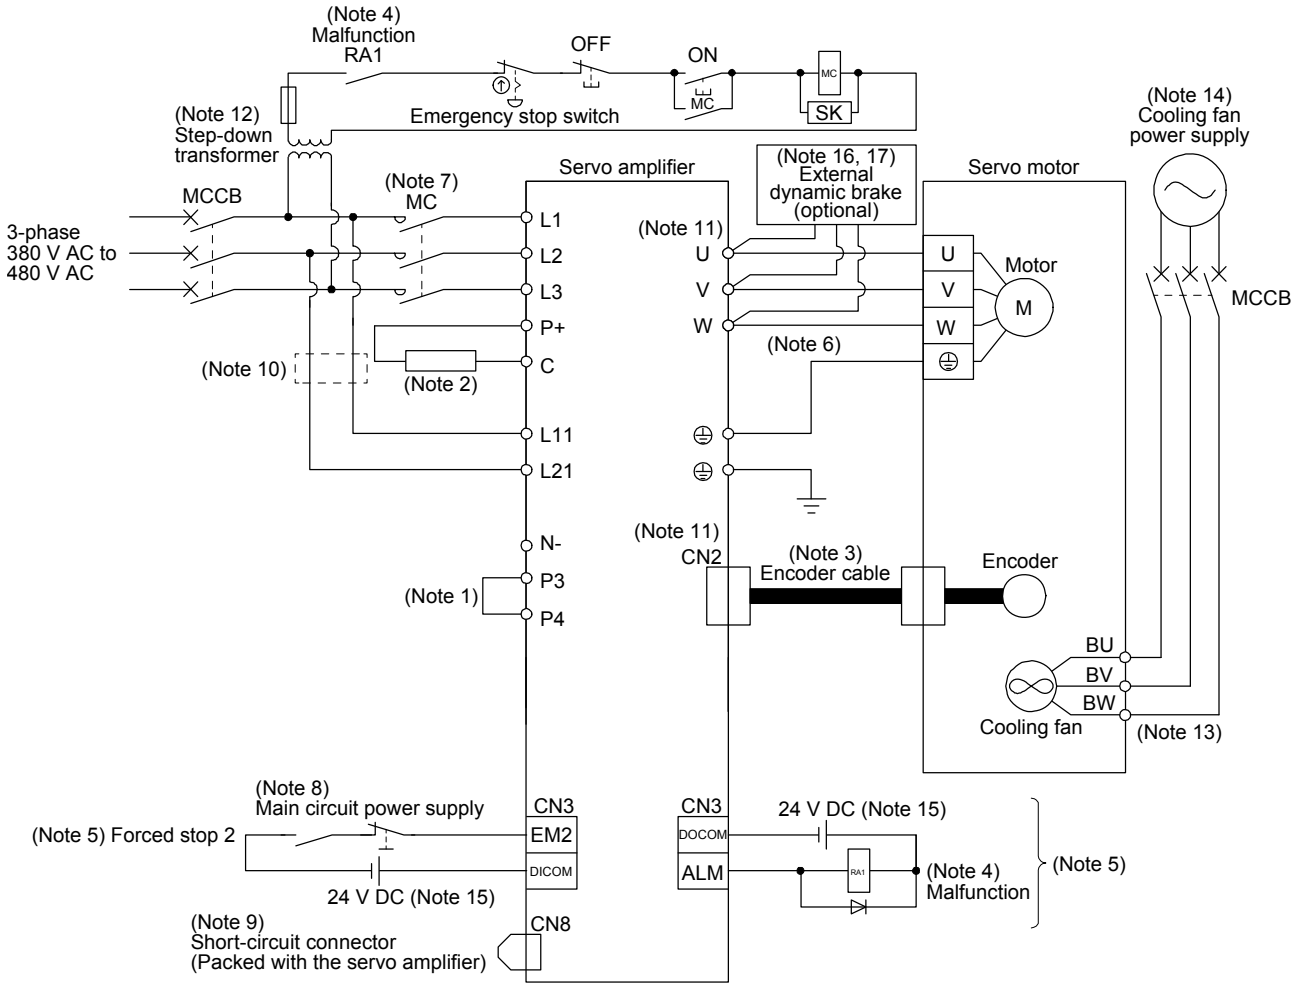 (Note 4)
Malfunction
RA1
OFF
ON
MC
SK
MC
Emergency stop switch
(Note 12)
Step-down
transformer
(Note 14)
Cooling fan
power supply
MCCB
(Note 7)
MC
Servo amplifier
(Note 16, 17)
External
dynamic brake
(optional)
Servo motor
3-phase
380 V AC to
480 V AC
L1
L2
L3
P+
C
(Note 10)
(Note 2)
L11
L21
N-
(Note 1)
P3
P4
(Note 11)
U
V
W
(Note 6)
U
V
W
Motor
M
MCCB
(Note 11)
CN2
(Note 3)
Encoder cable
Encoder
BU
BV
BW
Cooling fan
(Note 13)
(Note 8)
Main circuit power supply
(Note 5) Forced stop 2
24 V DC (Note 15)
CN3
EM2
DICOM
CN3
DOCOM
ALM
24 V DC (Note 15)
RA1
(Note 4)
Malfunction
(Note 5)
(Note 9)
Short-circuit connector
(Packed with the servo amplifier)
CN8